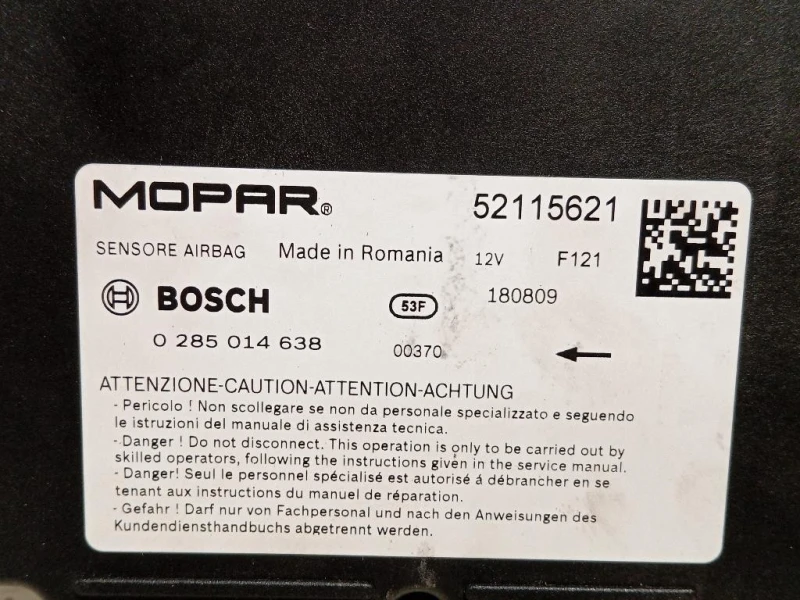 MOPAR® 52115621
SENSORE AIRBAG Made in Romania 12V F121
BOSCH 53F 180809
0 285 014 638 00370
ATTENZIONE-CAUTION-ATTENTION-ACHTUNG
- Pericolo ! Non scollegare se non da personale specializzato e seguendo
le istruzioni del manuale di assistenza tecnica.
- Danger ! Do not disconnect. This operation is only to be carried out by
skilled operators, following the instructions given in the service manual.
- Danger! Seul le personnel spécialisé est autorisé á débrancher en se
tenant aux instructions du manuel de réparation.
- Gefahr ! Darf nur von Fachpersonal und nach den Anweisungen des
Kundendiensthandbuchs abgetrennt werden.